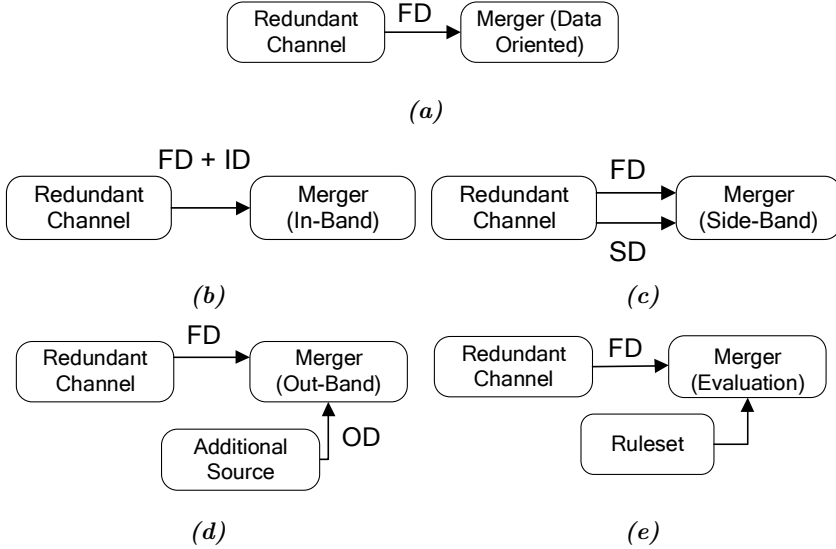 Redundant
Channel
FD
Merger (Data
Oriented)
(a)
Redundant
Channel
FD + ID
Merger
(In-Band)
(b)
Redundant
Channel
FD
SD
Merger
(Side-Band)
(c)
Redundant
Channel
FD
Merger
(Out-Band)
Additional
Source
OD
(d)
Redundant
Channel
FD
Merger
(Evaluation)
Ruleset
(e)